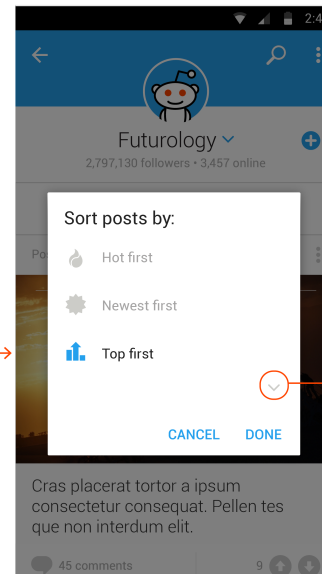 2:4
Futurology
2,797,130 followers • 3,457 online
Sort posts by:
Hot first
Newest first
Top first
CANCEL DONE
Cras placerat tortor a ipsum
consectetur consequat. Pellen tes
que non interdum elit.
45 comments 9